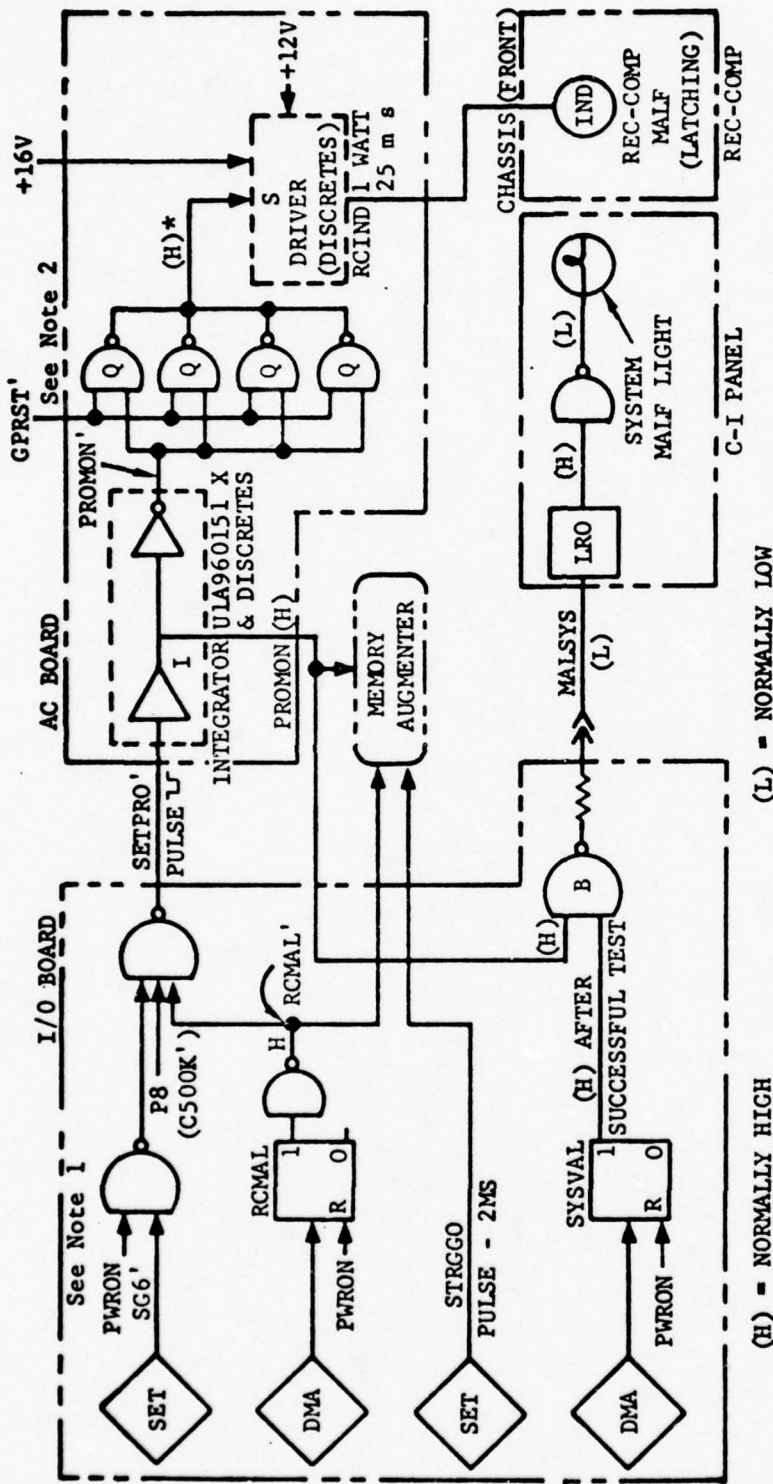 See Note 1
I/O BOARD
AC BOARD
See Note 2
GPRST'
+16V
PWRON
SG6'
SET
P8
(C500K')
SETPRO'
PULSE
I
INTEGRATOR U1A960151 X
& DISCRETES
PROMON'
PROMON (H)
Q
Q
Q
Q
(H)*
S
DRIVER
(DISCRETES)
RCIND 1 WATT
25 m s
+12V
RCMAL
1
R
0
DMA
PWRON
H
RCMAL'
MEMORY
AUGMENTER
SET
STRGGO
PULSE - 2MS
SYSVAL
1
R
0
DMA
PWRON
(H) AFTER
SUCCESSFUL TEST
(H)
B
MALSYS
(L)
LRO
(H)
(L)
SYSTEM
MALF LIGHT
C-I PANEL
CHASSIS (FRONT)
IND
REC-COMP
MALF
(LATCHING)
REC-COMP
(H) = NORMALLY HIGH
(L) = NORMALLY LOW